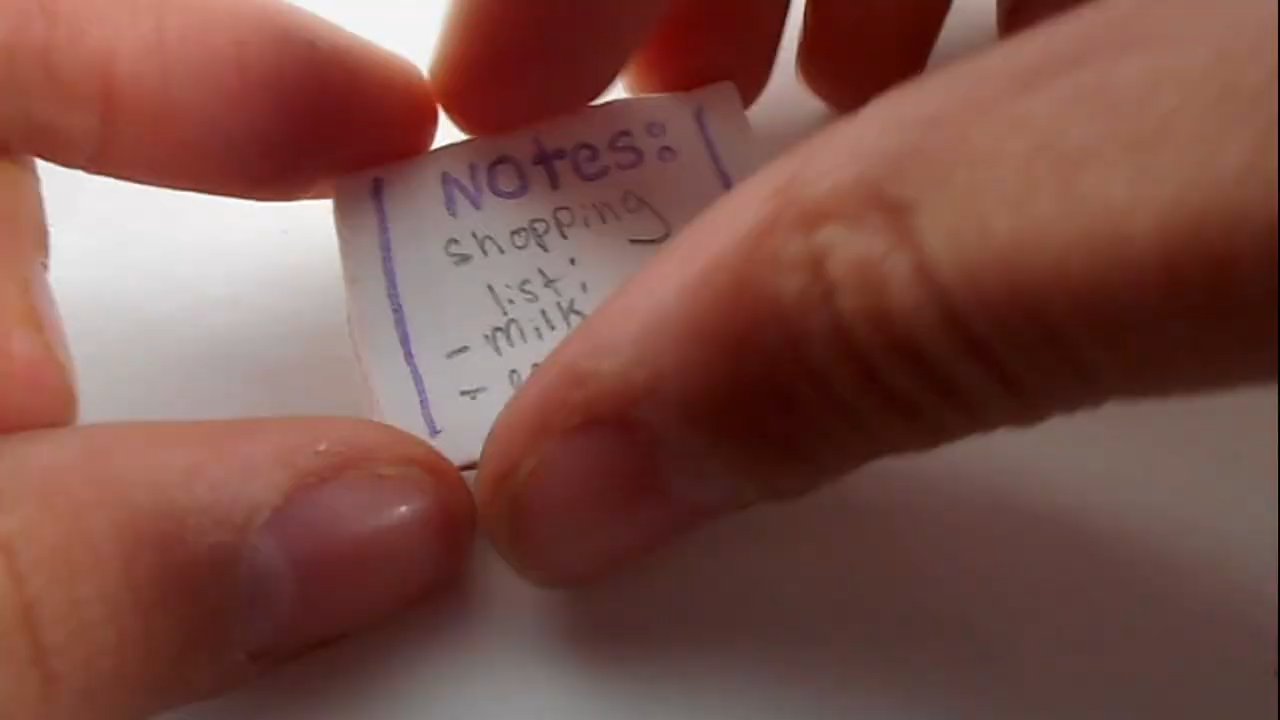 Notes:
shopping
list:
- milk
-